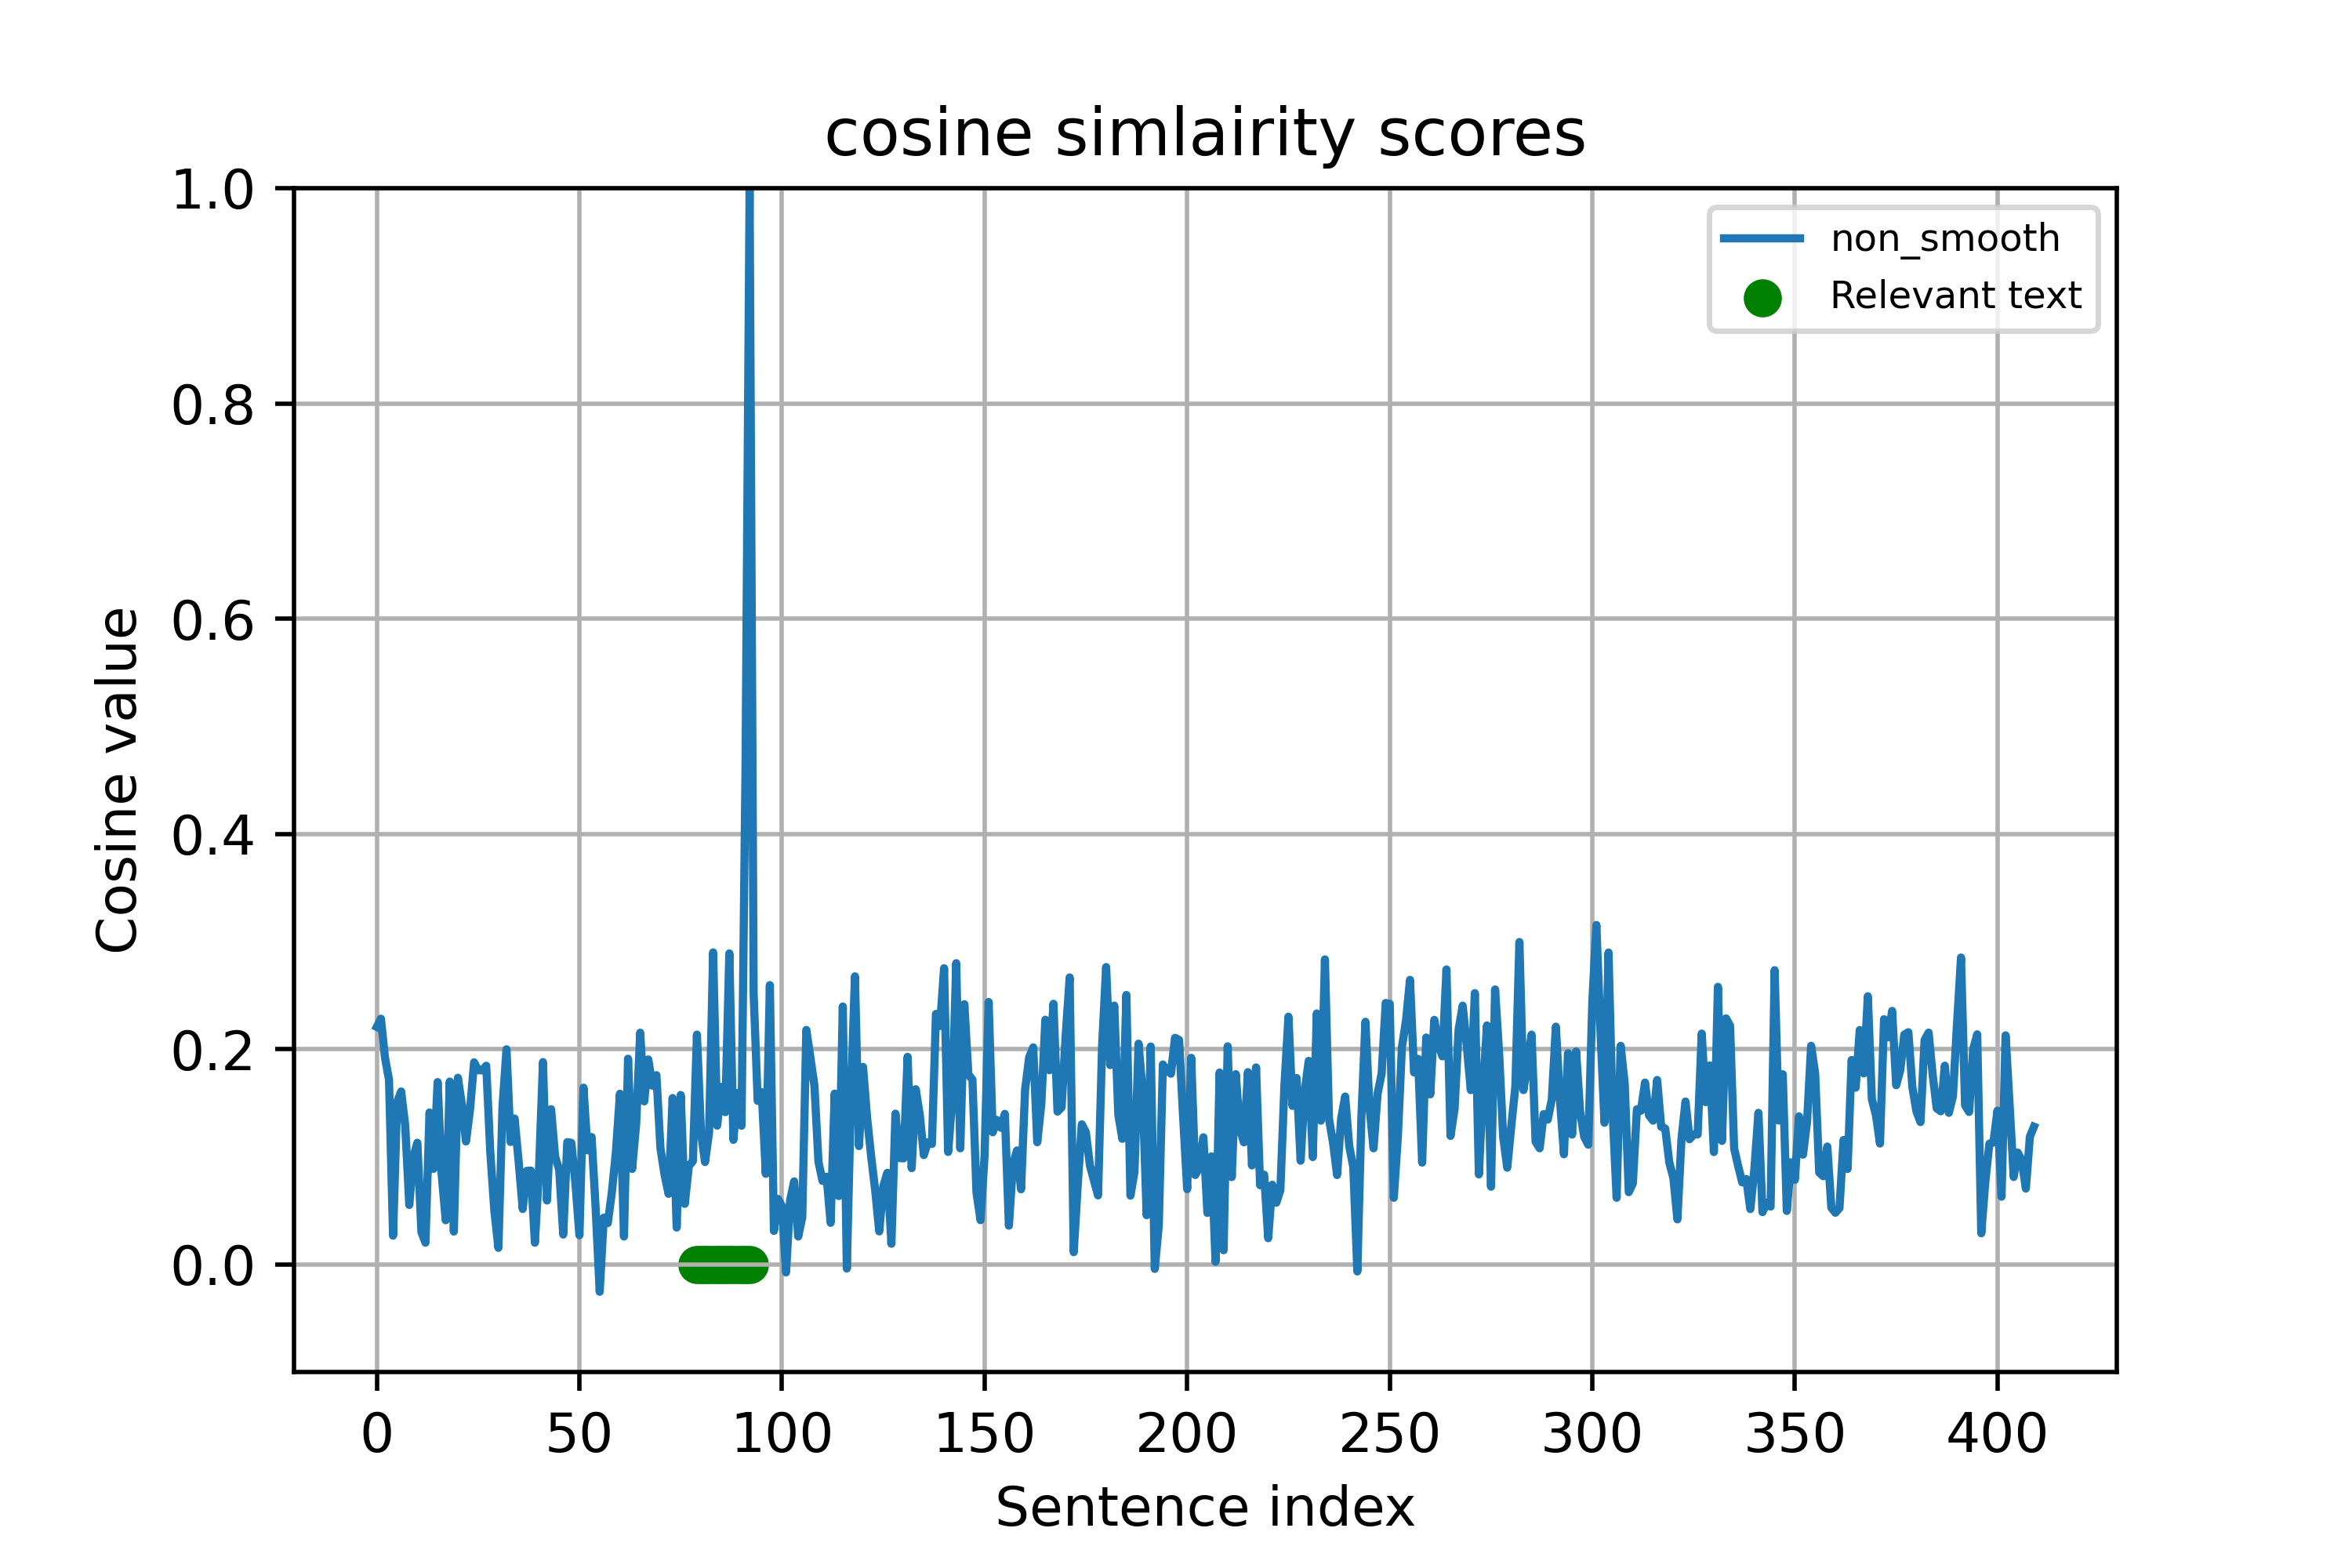 cosine simlairity scores
1.0
0.8
0.6
0.4
0.2
0.0
Cosine value
non_smooth
Relevant text
0 50 100 150 200 250 300 350 400
Sentence index